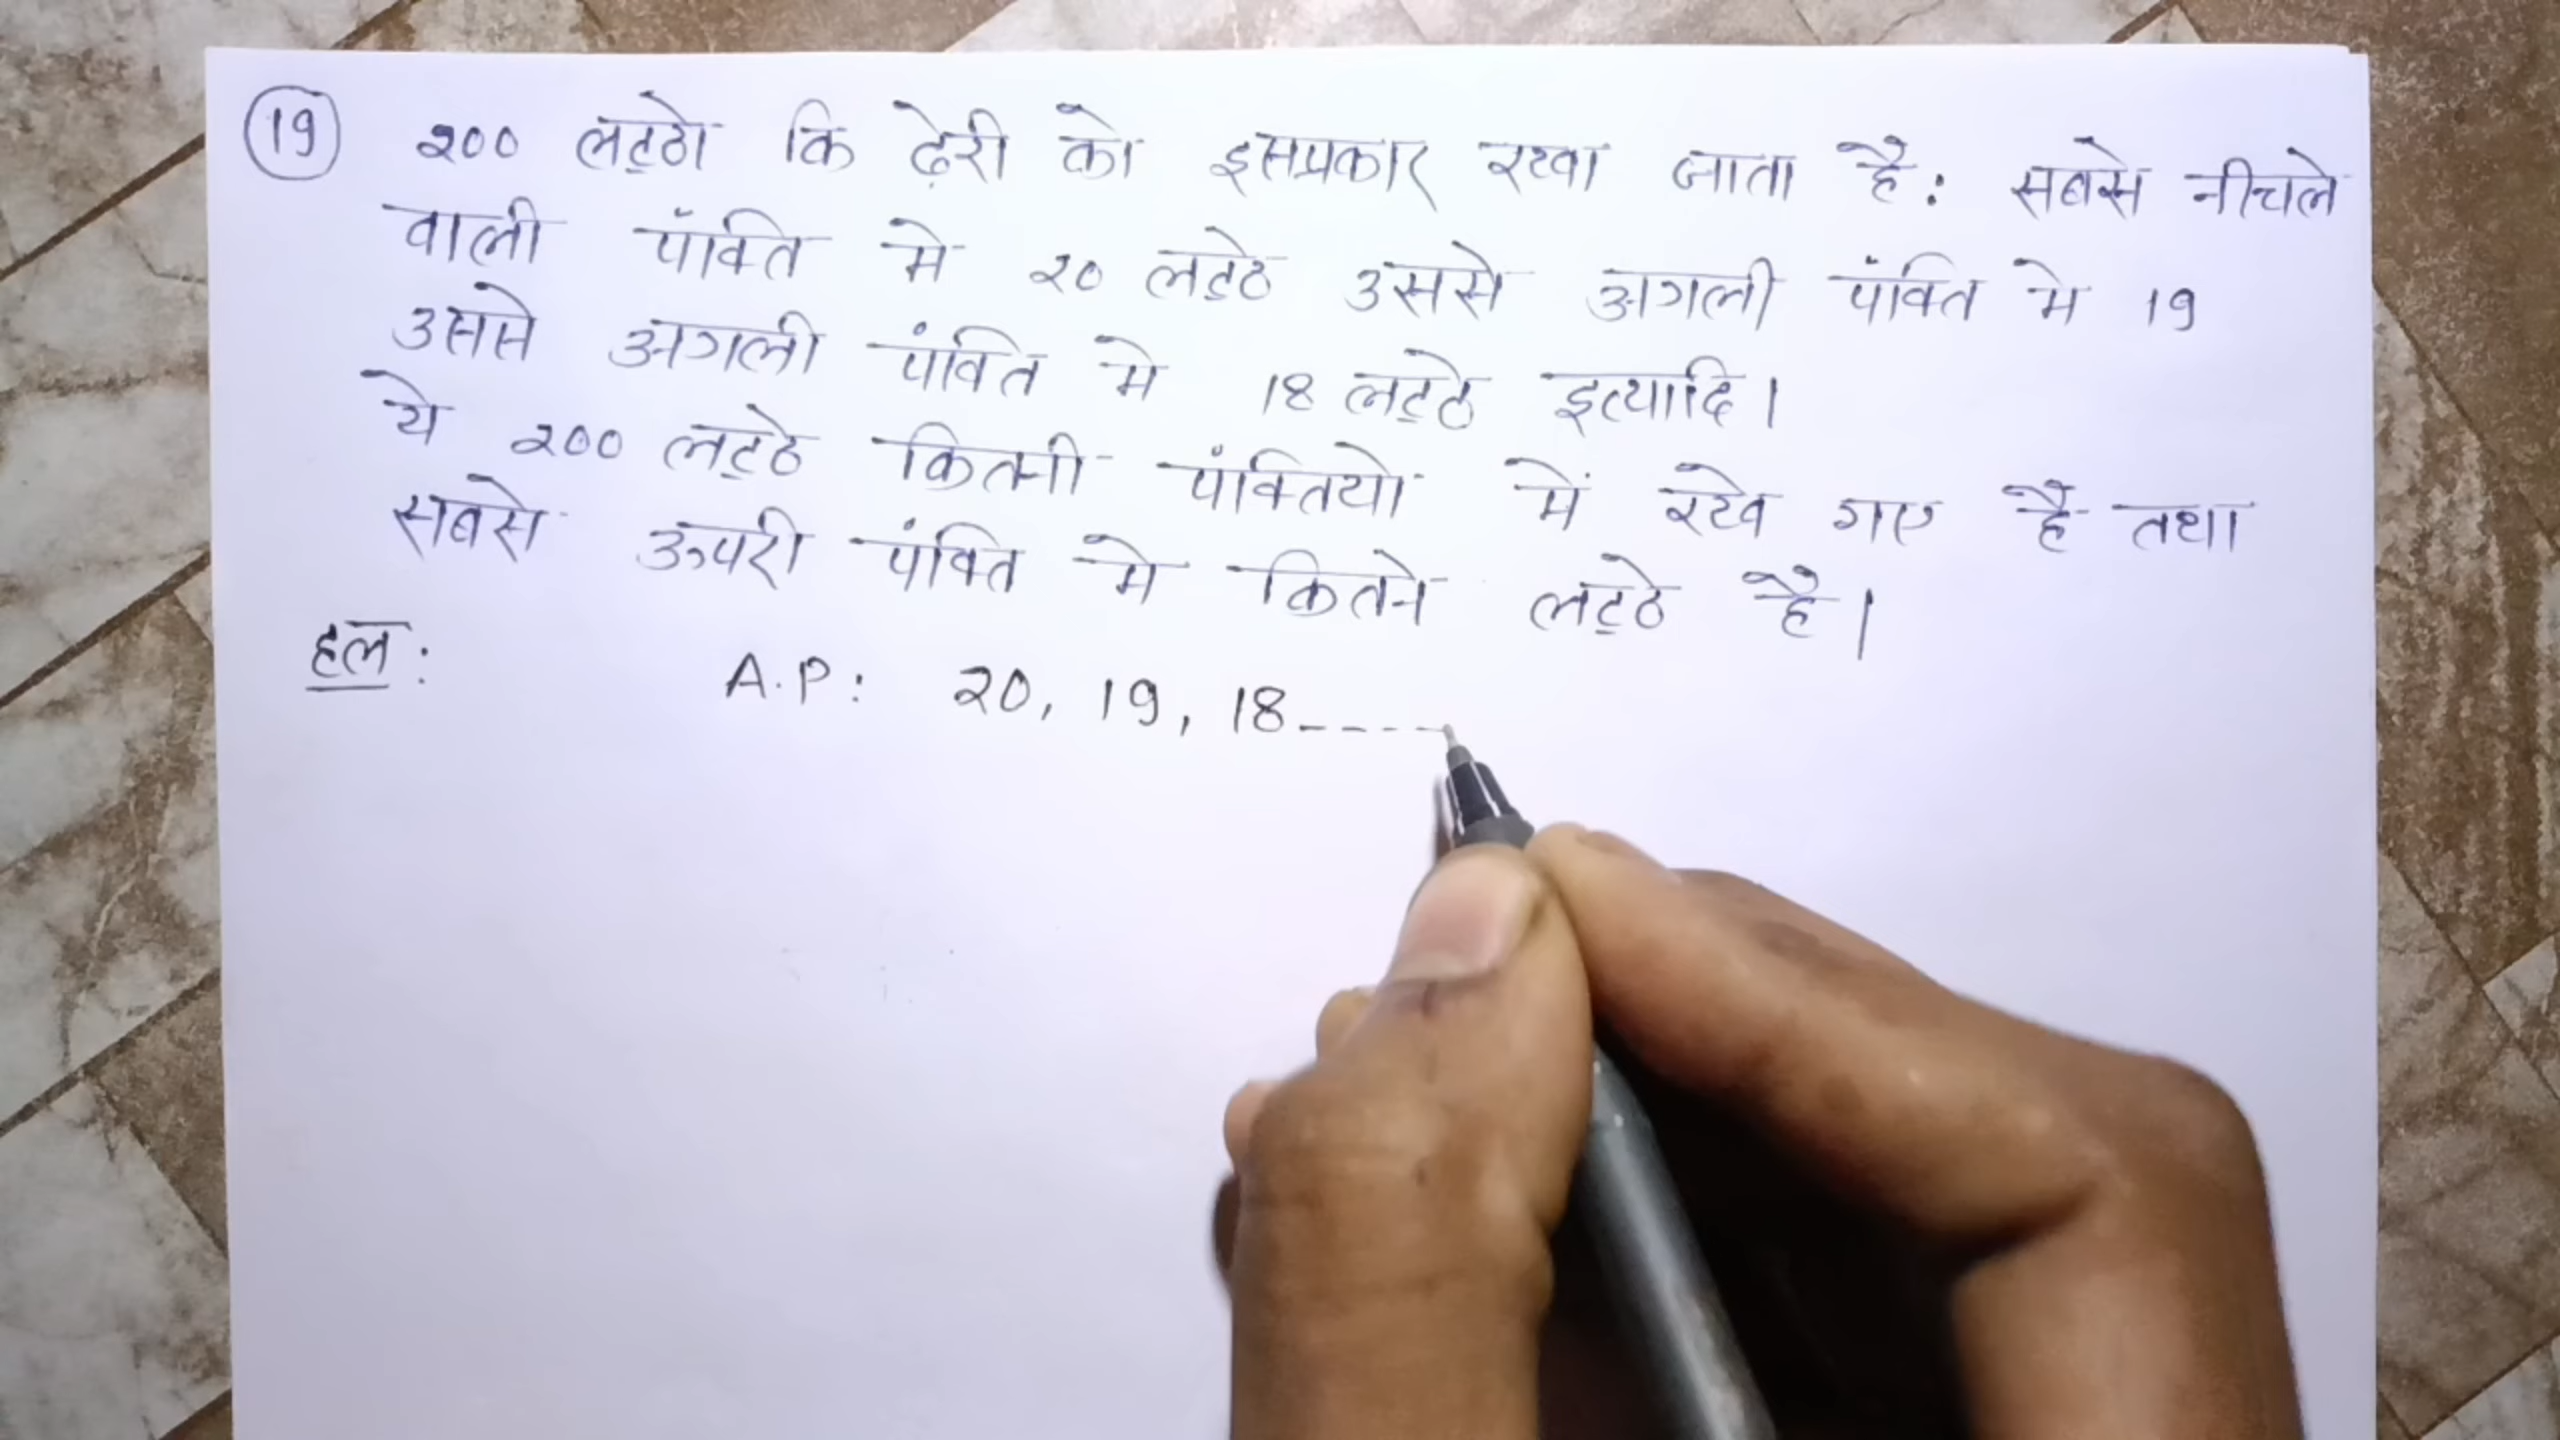 19 200 लट्ठो कि ढ़ेरी को इसप्रकार रखा जाता है: सबसे नीचले
वाली पंक्ति मे 20 लट्ठे उससे अगली पंक्ति मे 19
उससे अगली पंक्ति मे 18 लट्ठे इत्यादि।
ये 200 लट्ठे कितनी पंक्तियो में रखे गए है तथा
सबसे ऊपरी पंक्ति मे कितने लट्ठे है।
हल: A.P: 20, 19, 18-----